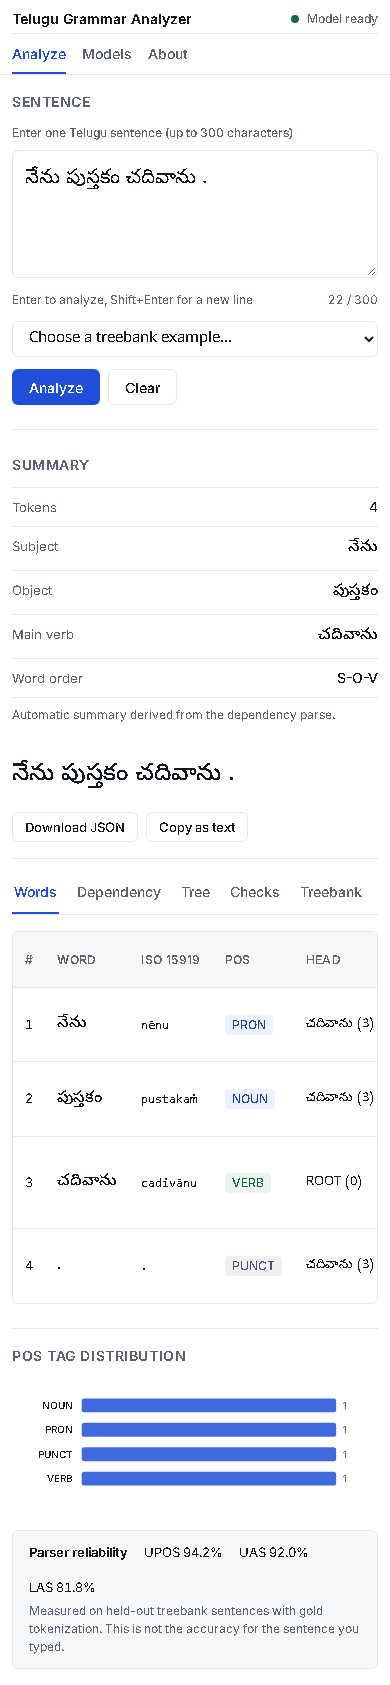 Telugu Grammar Analyzer Model ready
Analyze Models About
SENTENCE
Enter one Telugu sentence (up to 300 characters)
నేను పుస్తకం చదివాను .
Enter to analyze, Shift+Enter for a new line 22 / 300
Choose a treebank example...
Analyze Clear
SUMMARY
Tokens 4
Subject నేను
Object పుస్తకం
Main verb చదివాను
Word order S-O-V
Automatic summary derived from the dependency parse.
నేను పుస్తకం చదివాను .
Download JSON Copy as text
Words Dependency Tree Checks Treebank
# WORD ISO 15919 POS HEAD
1 నేను nēnu PRON చదివాను (3)
2 పుస్తకం pustakaṁ NOUN చదివాను (3)
3 చదివాను cadivānu VERB ROOT (0)
4 . . PUNCT చదివాను (3)
POS TAG DISTRIBUTION
NOUN 1
PRON 1
PUNCT 1
VERB 1
Parser reliability UPOS 94.2% UAS 92.0%
LAS 81.8%
Measured on held-out treebank sentences with gold
tokenization. This is not the accuracy for the sentence you
typed.